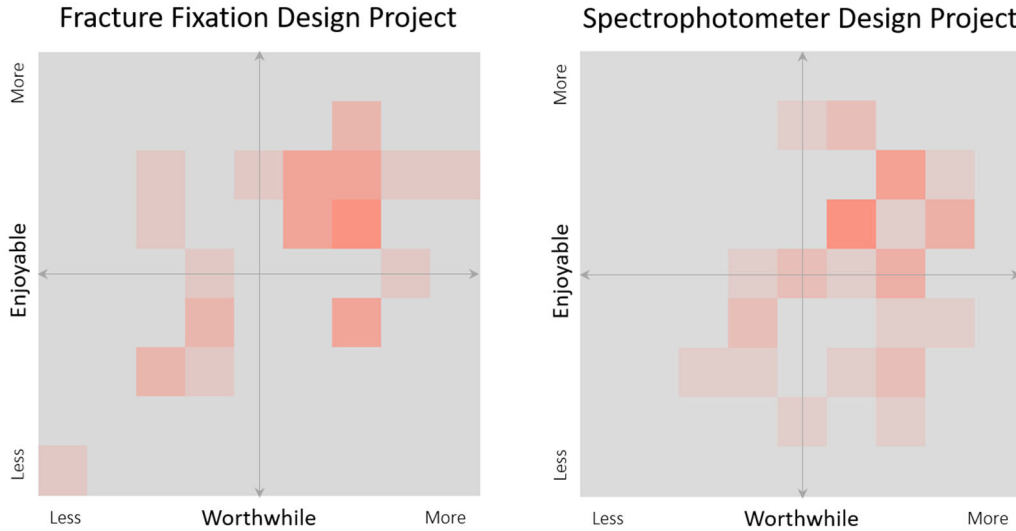 Fracture Fixation Design Project
More
Enjoyable
Less
Less
Worthwhile
More
Spectrophotometer Design Project
More
Enjoyable
Less
Less
Worthwhile
More